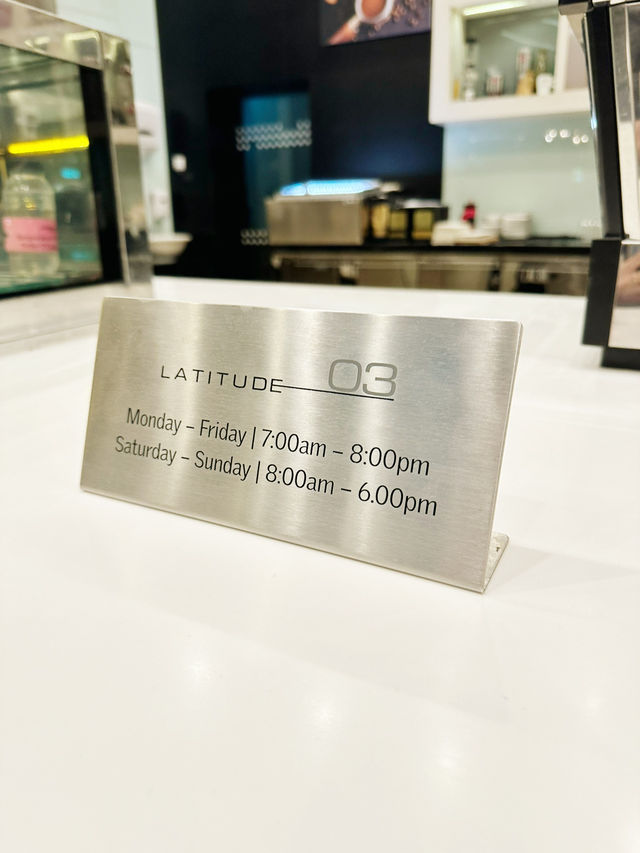 LATITUDE 03
Monday – Friday | 7:00am – 8:00pm
Saturday – Sunday | 8:00am – 6.00pm